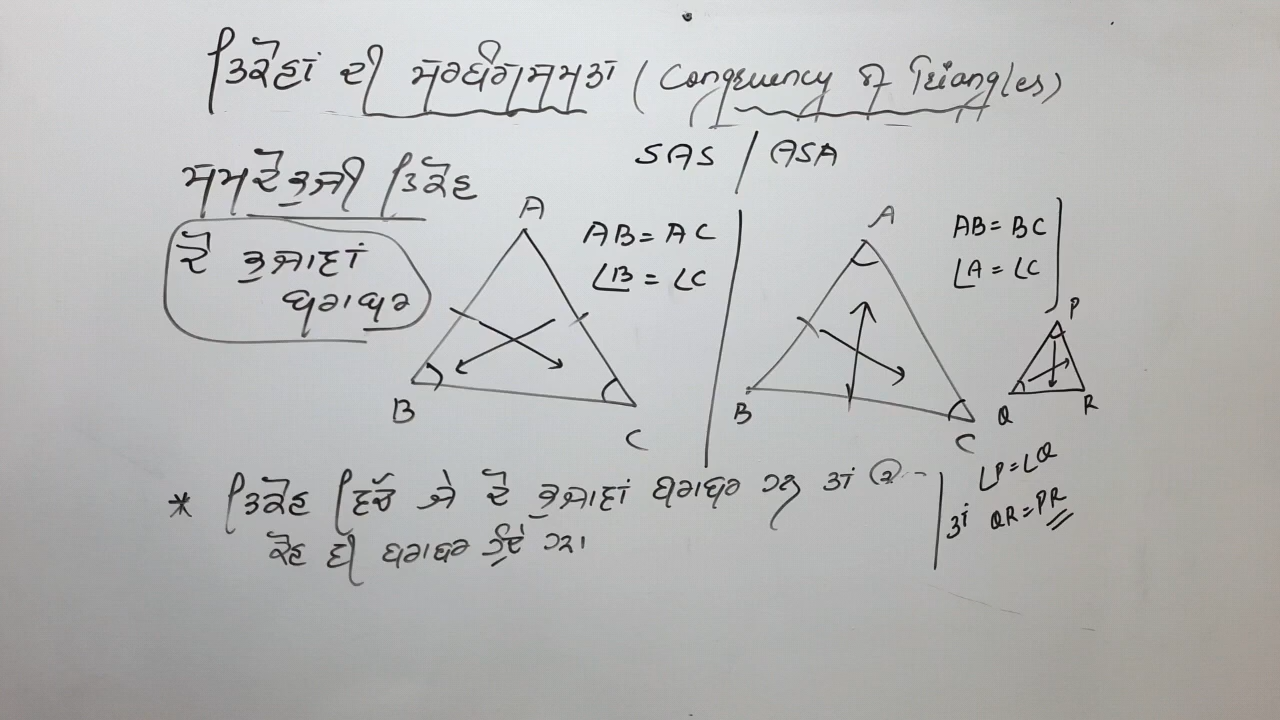 ਤਿਕੋਣਾਂ ਦੀ ਸਰਬੰਗਸਮਤਾ (Congruency of Triangles)
SAS / ASA
ਸਮਦੋਭੁਜੀ ਤਿਕੋਣ
ਦੋ ਭੁਜਾਵਾਂ
ਬਰਾਬਰ
A
AB = AC
∠B = ∠C
B
C
A
AB = BC
∠A = ∠C
B
C
P
Q
R
* ਤਿਕੋਣ ਵਿੱਚ ਜੇ ਦੋ ਭੁਜਾਵਾਂ ਬਰਾਬਰ ਹਨ ਤਾਂ 2--
ਕੋਣ ਵੀ ਬਰਾਬਰ ਹੁੰਦੇ ਹਨ।
∠P = ∠Q
ਤਾਂ QR = PR